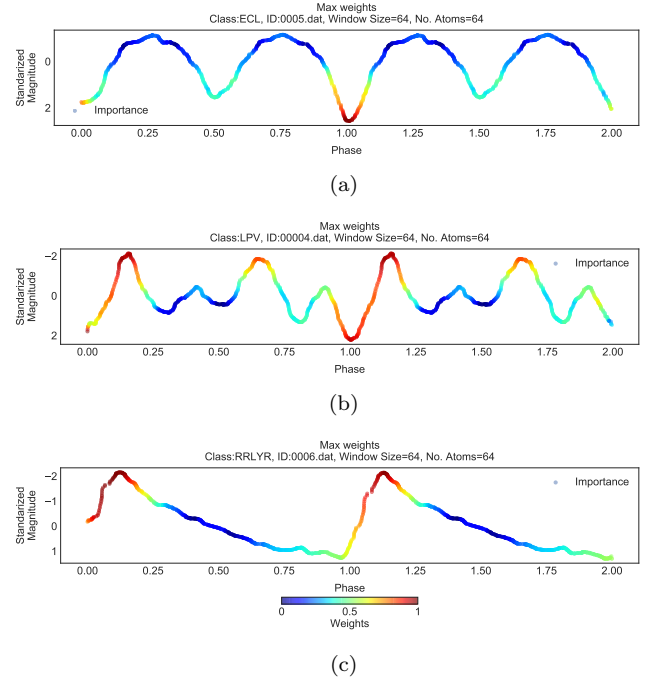 Max weights
Class:ECL, ID:0005.dat, Window Size=64, No. Atoms=64
Standarized
Magnitude
0
2
Importance
0.00 0.25 0.50 0.75 1.00 1.25 1.50 1.75 2.00
Phase
(a)
Max weights
Class:LPV, ID:00004.dat, Window Size=64, No. Atoms=64
Standarized
Magnitude
−2
0
2
Importance
0.00 0.25 0.50 0.75 1.00 1.25 1.50 1.75 2.00
Phase
(b)
Max weights
Class:RRLYR, ID:0006.dat, Window Size=64, No. Atoms=64
Standarized
Magnitude
−2
−1
0
1
Importance
0.00 0.25 0.50 0.75 1.00 1.25 1.50 1.75 2.00
Phase
0 0.5 1
Weights
(c)